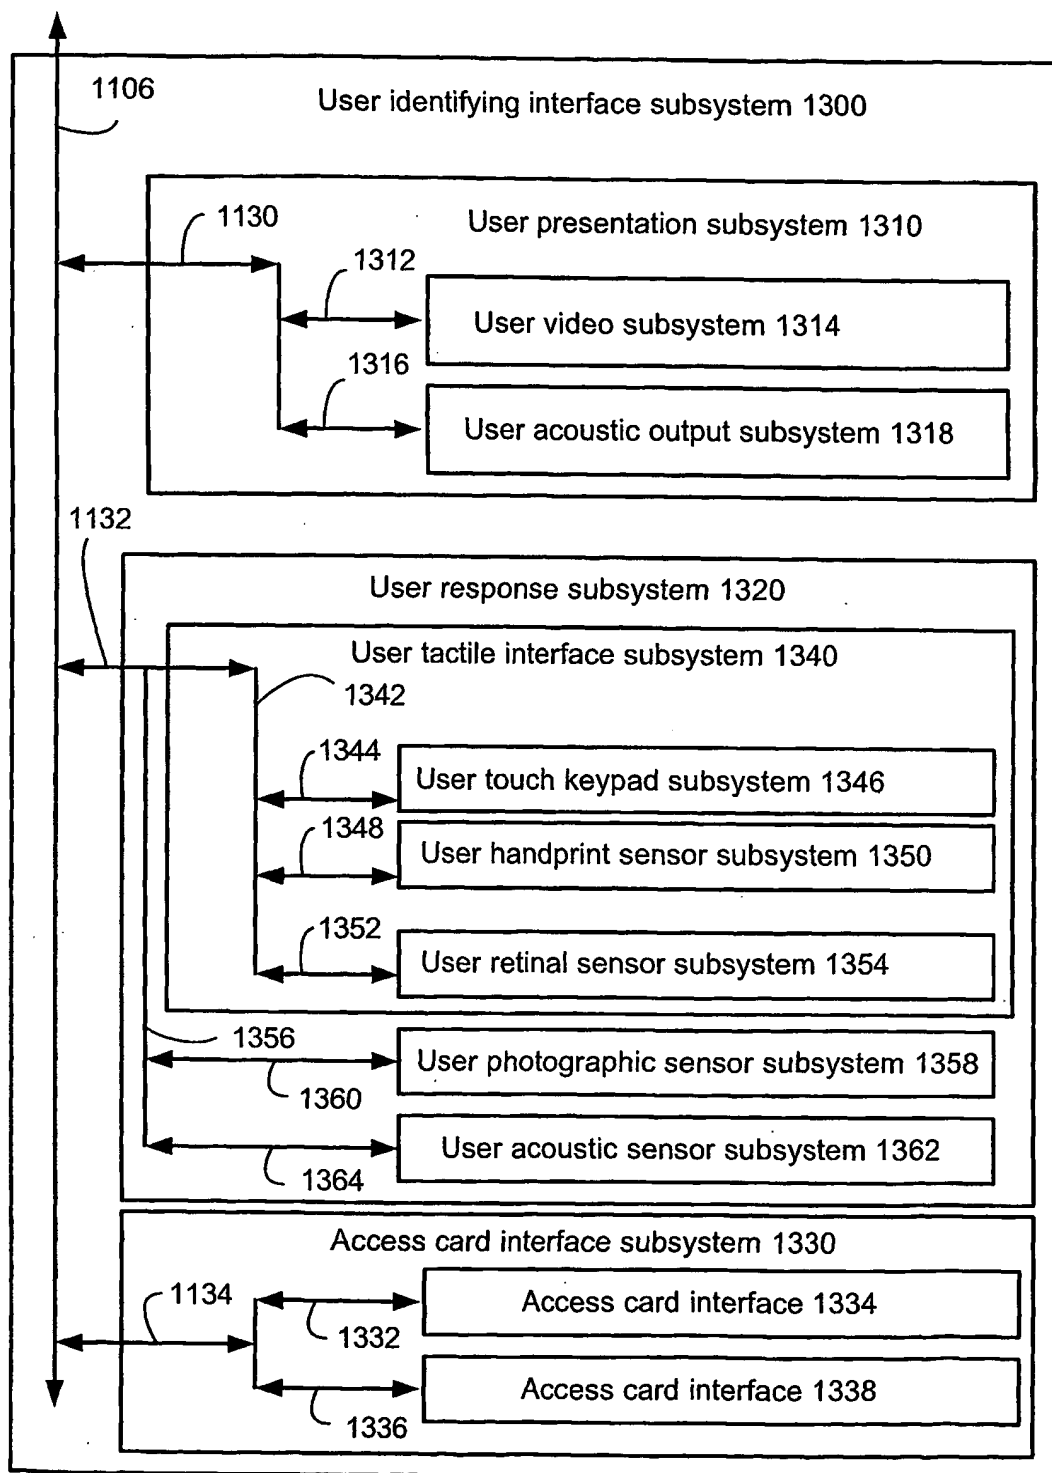 1106
User identifying interface subsystem 1300
1130
User presentation subsystem 1310
1312
User video subsystem 1314
1316
User acoustic output subsystem 1318
1132
User response subsystem 1320
User tactile interface subsystem 1340
1342
1344
User touch keypad subsystem 1346
1348
User handprint sensor subsystem 1350
1352
User retinal sensor subsystem 1354
1356
User photographic sensor subsystem 1358
1360
User acoustic sensor subsystem 1362
1364
Access card interface subsystem 1330
1134
Access card interface 1334
1332
Access card interface 1338
1336